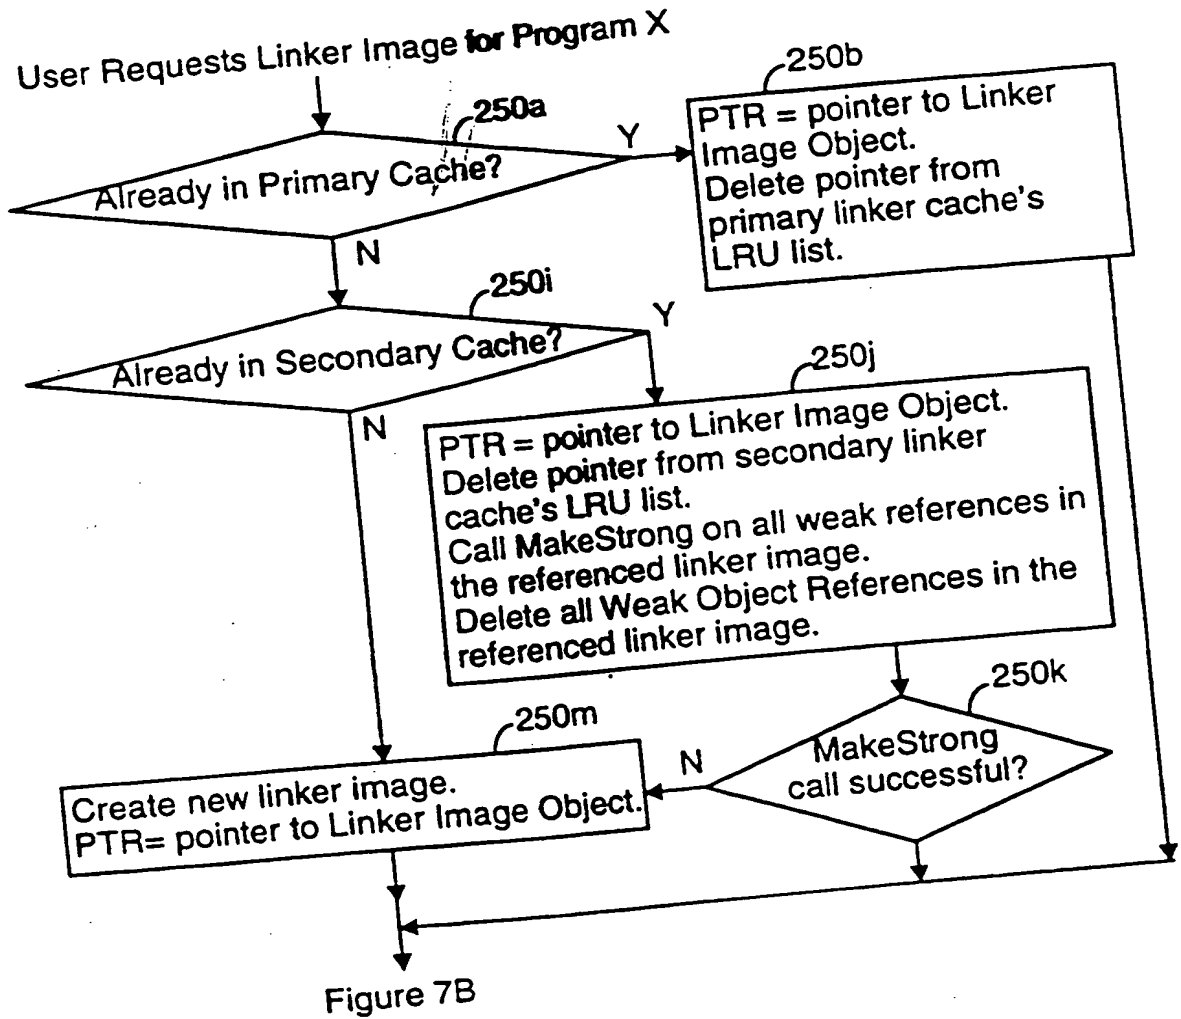 User Requests Linker Image for Program X
250a
Already in Primary Cache?
Y
N
250b
PTR = pointer to Linker
Image Object.
Delete pointer from
primary linker cache's
LRU list.
250i
Already in Secondary Cache?
Y
N
250j
PTR = pointer to Linker Image Object.
Delete pointer from secondary linker
cache's LRU list.
Call MakeStrong on all weak references in
the referenced linker image.
Delete all Weak Object References in the
referenced linker image.
250k
MakeStrong
call successful?
N
250m
Create new linker image.
PTR= pointer to Linker Image Object.
Figure 7B